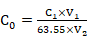 C₀ = C₁×V₁ / 63.55×V₂